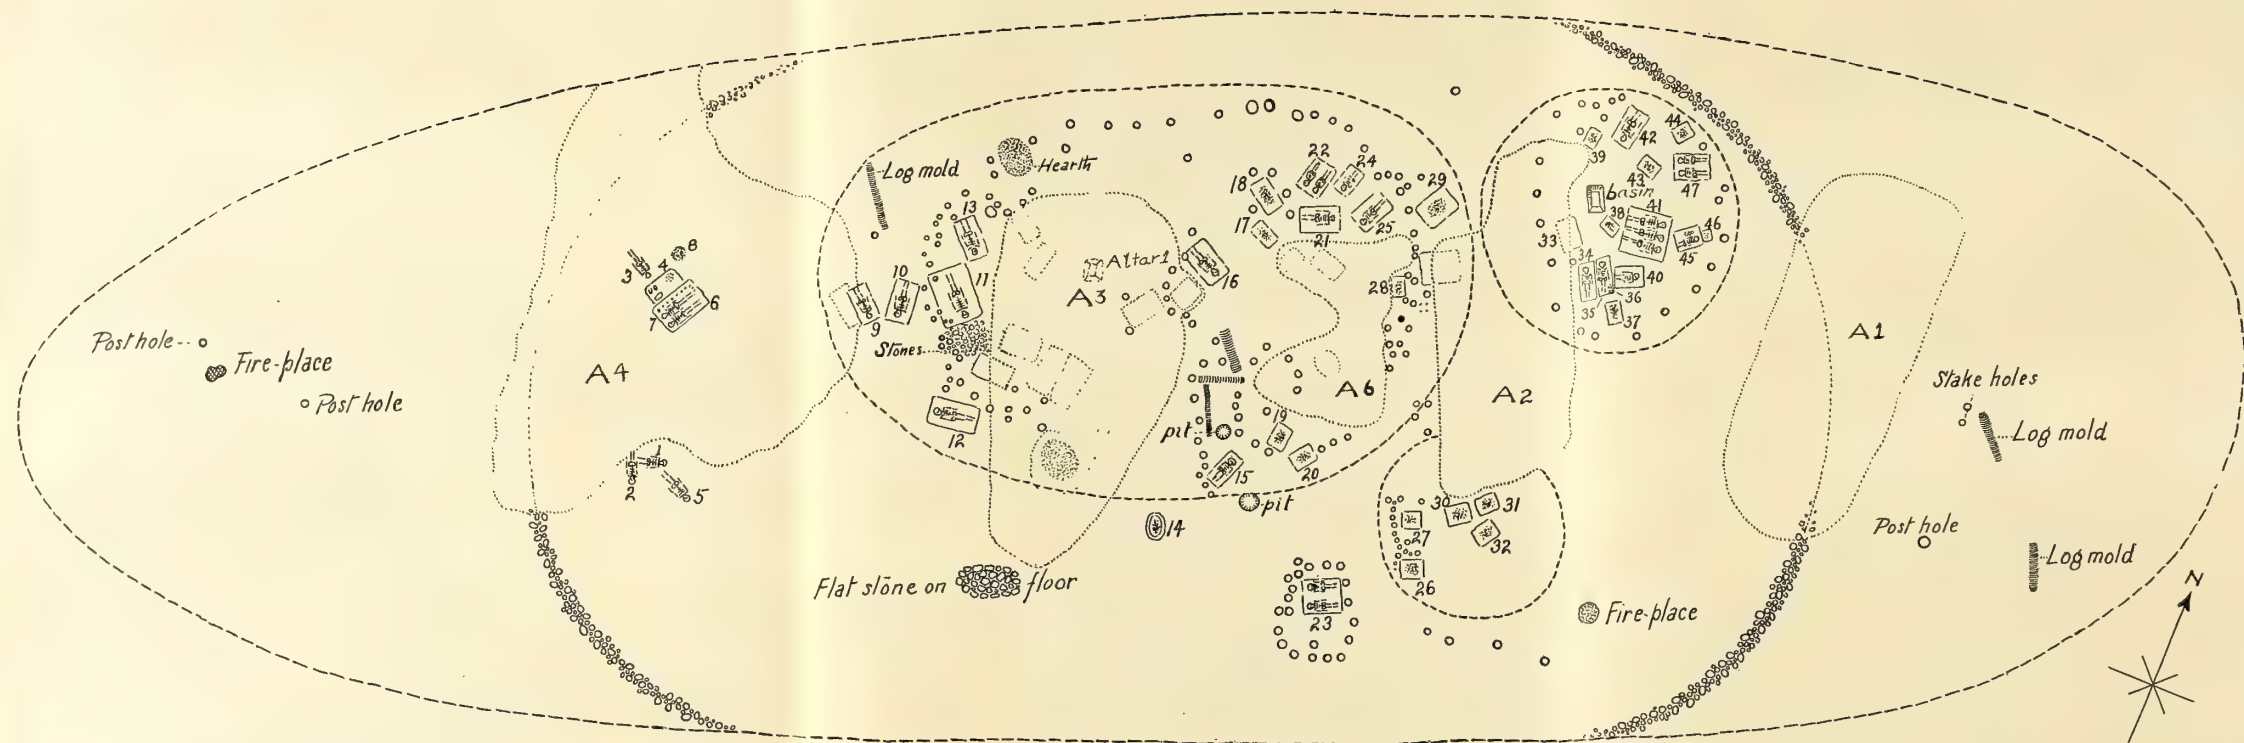 Post hole
Fire-place
Post hole
A4
3
4
8
6
7
1
2
5
Log mold
Hearth
13
10
11
9
Stones
12
Altar 1
A3
16
18
17
22
24
21
25
29
28
A6
pit
19
20
15
pit
14
Flat stone on floor
23
A2
30
31
32
27
26
Fire-place
39
42
44
43
47
basin
41
38
46
45
33
34
40
36
35
37
A1
Stake holes
Log mold
Post hole
Log mold
N